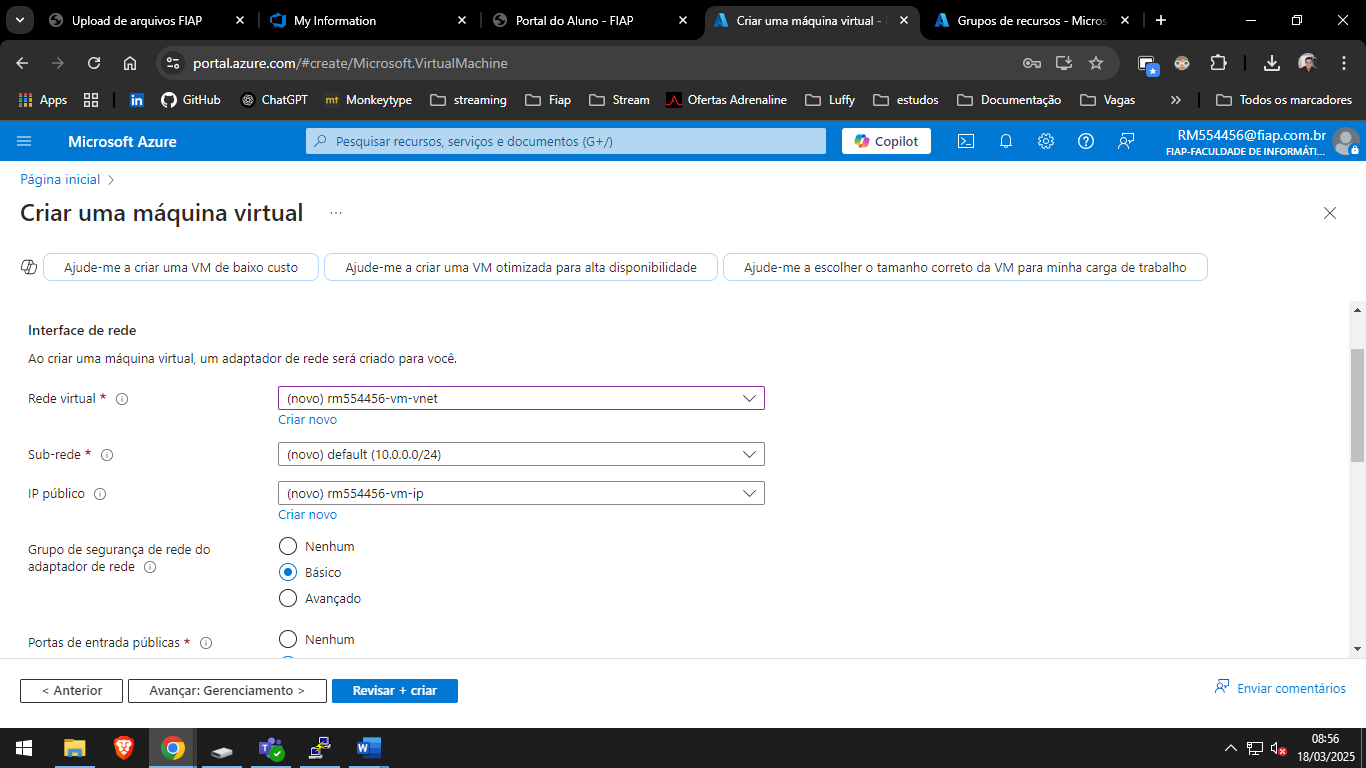 Upload de arquivos FIAP
My Information
Portal do Aluno - FIAP
Criar uma máquina virtual -
Grupos de recursos - Micros
portal.azure.com/#create/Microsoft.VirtualMachine
Apps
GitHub
ChatGPT
mt Monkeytype
streaming
Fiap
Stream
Ofertas Adrenaline
Luffy
estudos
Documentação
Vagas
Todos os marcadores
Microsoft Azure
Pesquisar recursos, serviços e documentos (G+/)
Copilot
RM554456@fiap.com.br
FIAP-FACULDADE DE INFORMÁTI...
Página inicial
Criar uma máquina virtual
Ajude-me a criar uma VM de baixo custo
Ajude-me a criar uma VM otimizada para alta disponibilidade
Ajude-me a escolher o tamanho correto da VM para minha carga de trabalho
Interface de rede
Ao criar uma máquina virtual, um adaptador de rede será criado para você.
Rede virtual *
(novo) rm554456-vm-vnet
Criar novo
Sub-rede *
(novo) default (10.0.0.0/24)
IP público
(novo) rm554456-vm-ip
Criar novo
Grupo de segurança de rede do
adaptador de rede
Nenhum
Básico
Avançado
Portas de entrada públicas *
Nenhum
< Anterior
Avançar: Gerenciamento >
Revisar + criar
Enviar comentários
08:56
18/03/2025